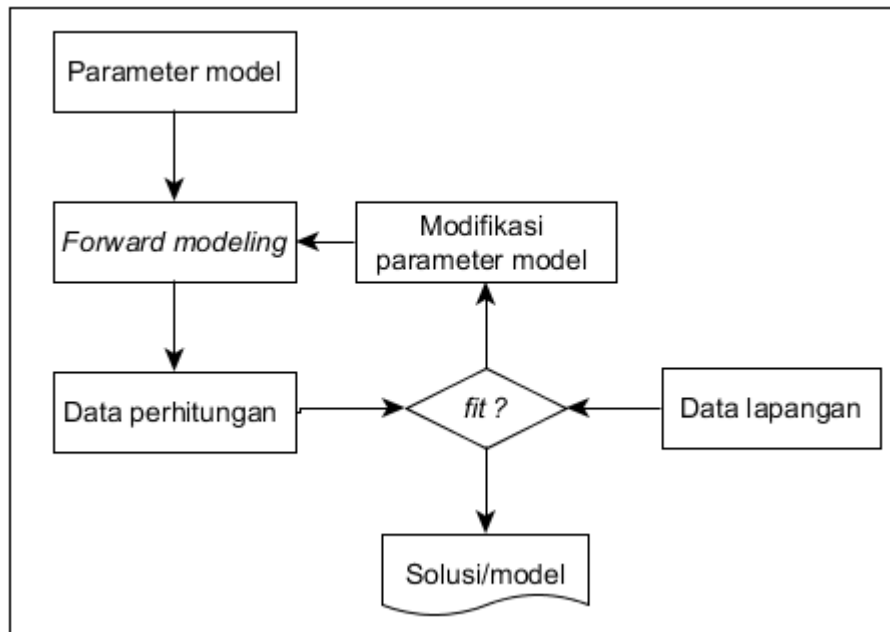 Parameter model
Forward modeling
Modifikasi
parameter model
Data perhitungan
fit ?
Data lapangan
Solusi/model